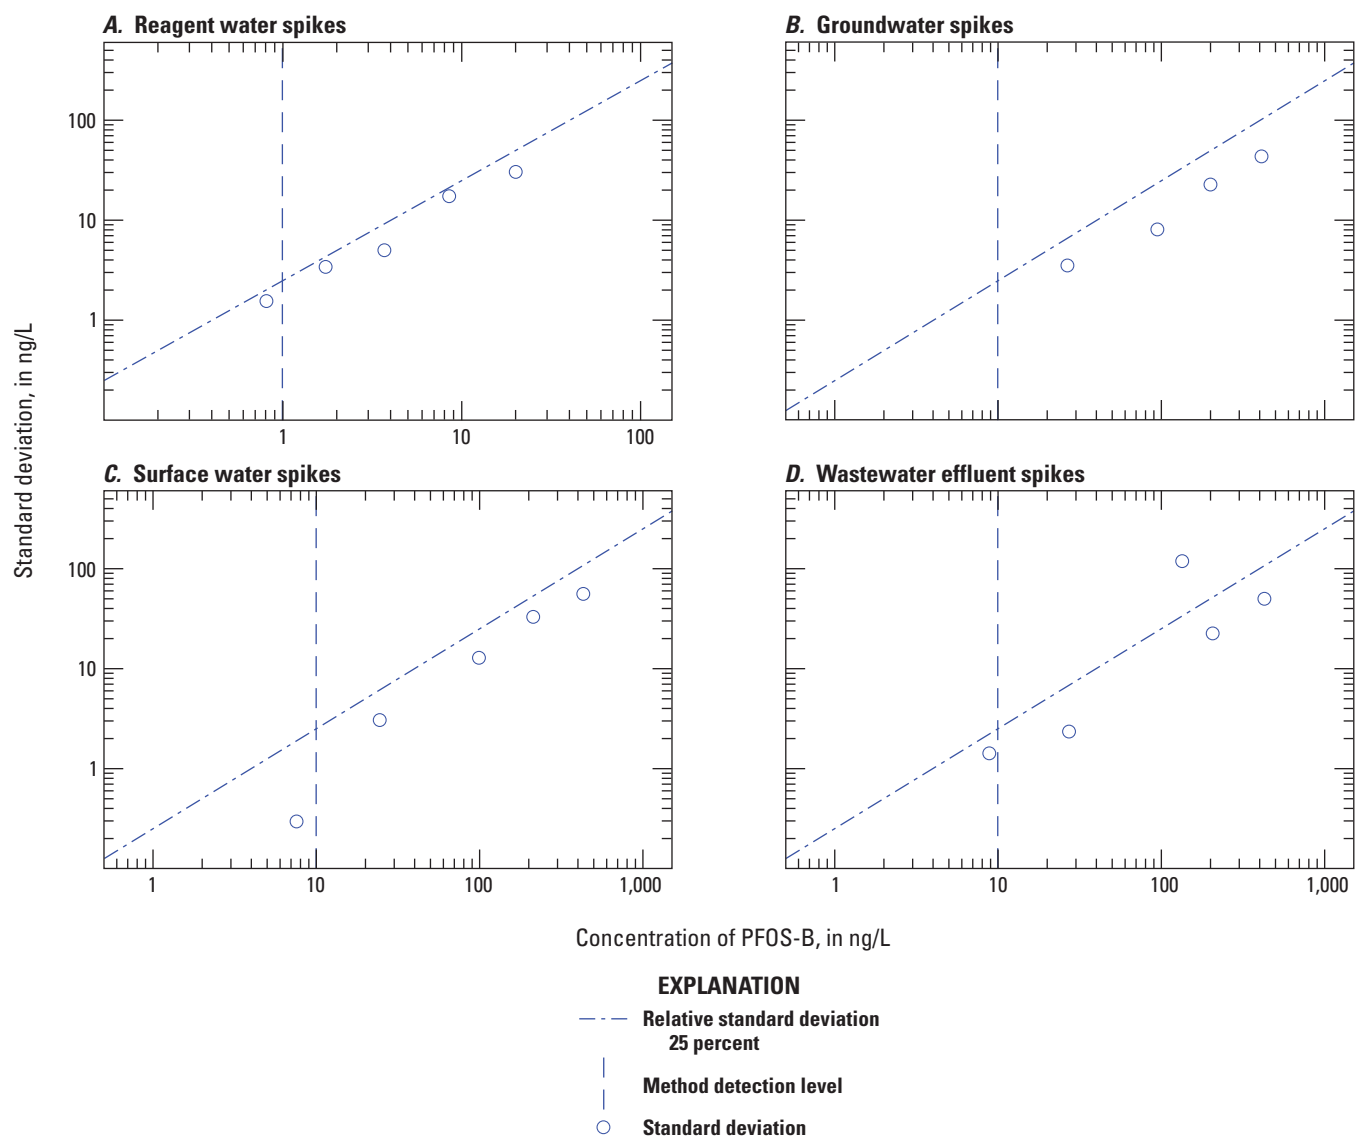 A. Reagent water spikes
B. Groundwater spikes
100
10
1
1
10
100
C. Surface water spikes
D. Wastewater effluent spikes
Standard deviation, in ng/L
100
10
1
1
10
100
1,000
1
10
100
1,000
Concentration of PFOS-B, in ng/L
EXPLANATION
Relative standard deviation
25 percent
Method detection level
Standard deviation